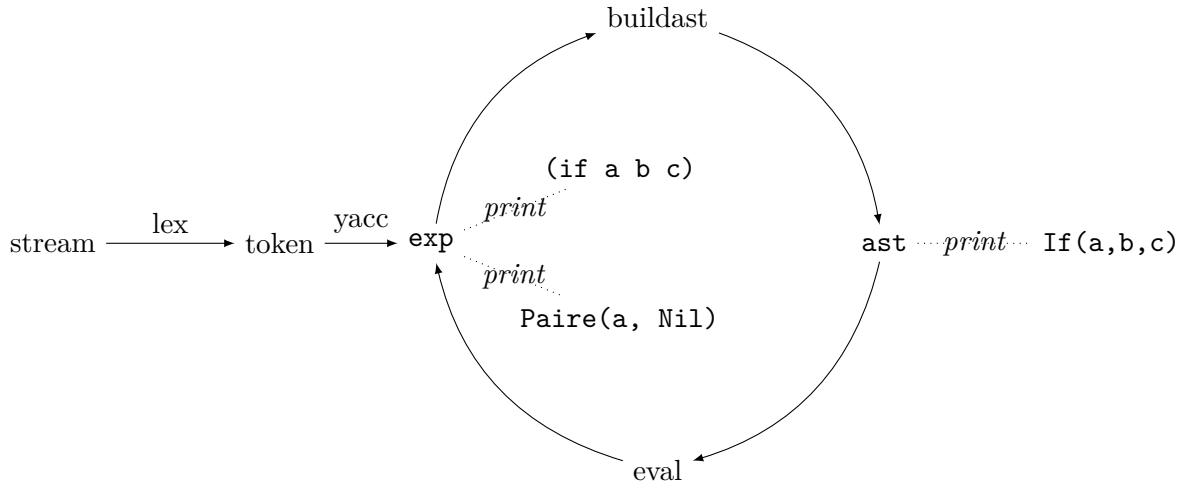 buildast
(if a b c)
print
stream lex token yacc exp ast print If(a,b,c)
print
Paire(a, Nil)
eval